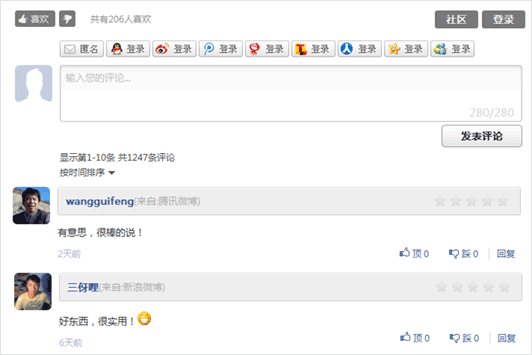 喜欢 共有206人喜欢 社区 登录
匿名 登录 登录 登录 登录 登录 登录 登录 登录
输入您的评论...
280/280
发表评论
显示第1-10条 共1247条评论
按时间排序
wangguifeng(来自:腾讯微博)
有意思，很棒的说！
2天前 顶 0 踩 0 回复
三伢哩(来自:新浪微博)
好东西，很实用！
6天前 顶 0 踩 0 回复